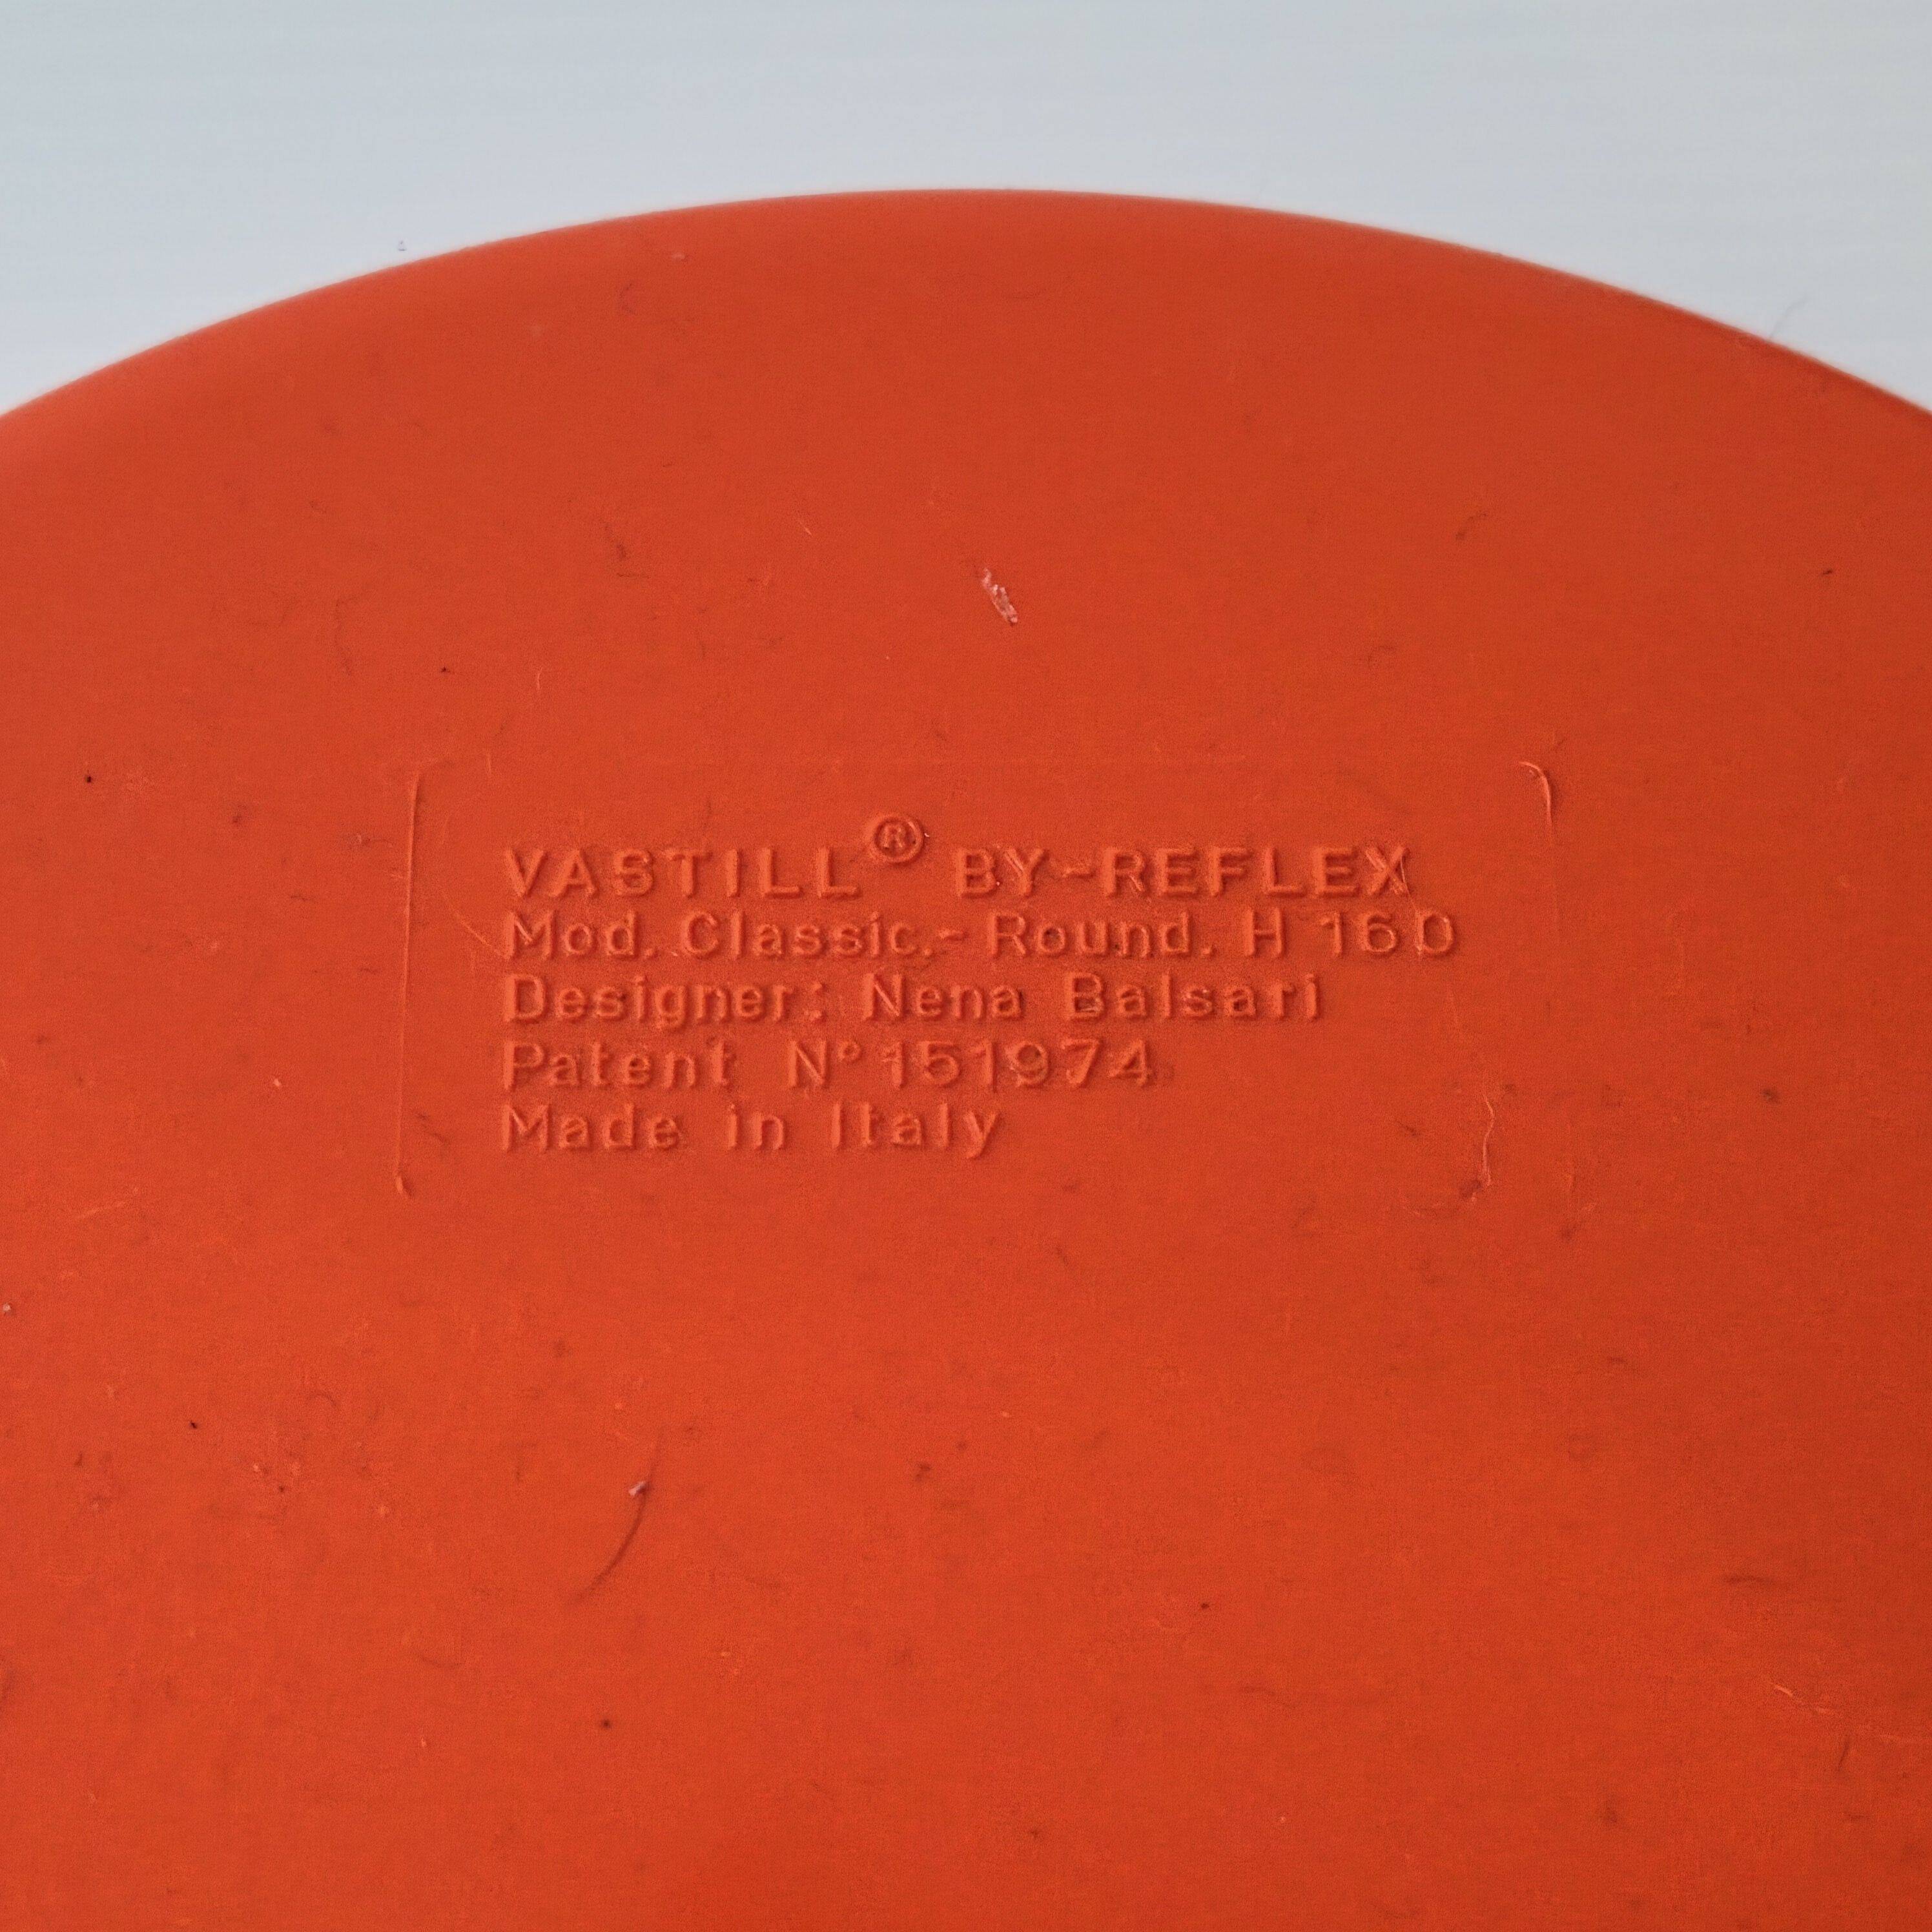 VASTILL® BY-REFLEX
Mod. Classic.- Round. H 160
Designer: Nena Balsari
Patent N° 151974
Made in Italy